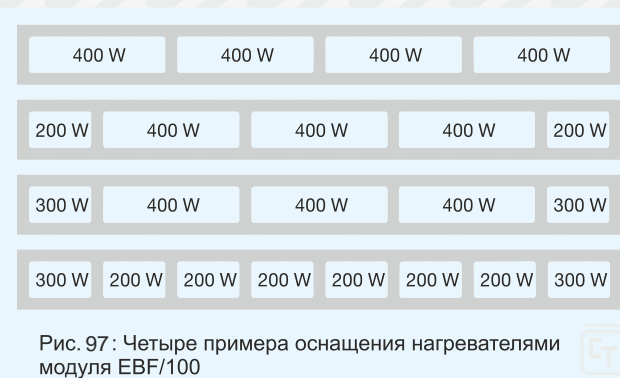 400 W 400 W 400 W 400 W
200 W 400 W 400 W 400 W 200 W
300 W 400 W 400 W 400 W 300 W
300 W 200 W 200 W 200 W 200 W 200 W 200 W 300 W
Рис. 97: Четыре примера оснащения нагревателями
модуля EBF/100